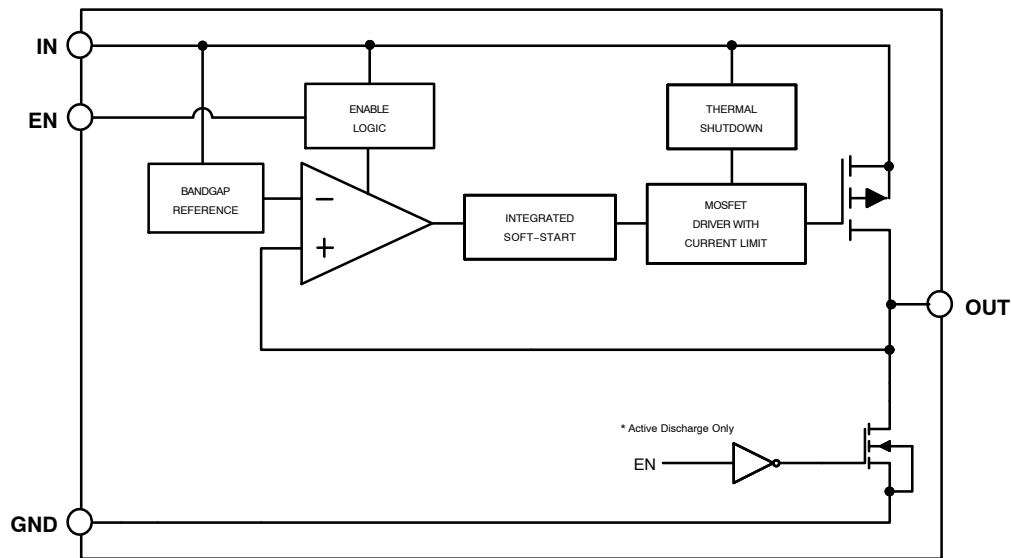 IN
EN
ENABLE
LOGIC
THERMAL
SHUTDOWN
BANDGAP
REFERENCE
−
+
INTEGRATED
SOFT−START
MOSFET
DRIVER WITH
CURRENT LIMIT
OUT
* Active Discharge Only
EN
GND